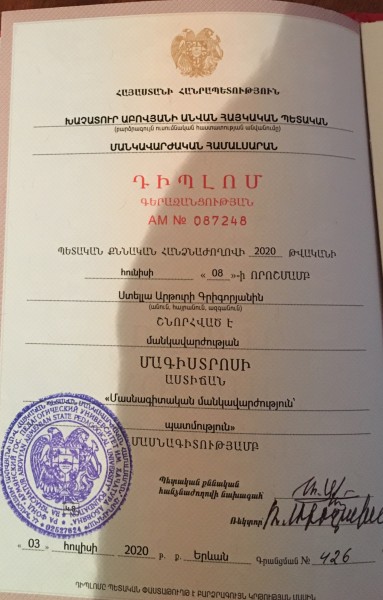 ՀԱՅԱՍՏԱՆԻ ՀԱՆՐԱՊԵՏՈՒԹՅՈՒՆ
ԽԱՉԱՏՈՒՐ ԱԲՈՎՅԱՆԻ ԱՆՎԱՆ ՀԱՅԿԱԿԱՆ ՊԵՏԱԿԱՆ
(բարձրագույն ուսումնական հաստատության անվանումը)
ՄԱՆԿԱՎԱՐԺԱԿԱՆ ՀԱՄԱԼՍԱՐԱՆ
ԴԻՊԼՈՄ
ԳԵՐԱԶԱՆՑՈՒԹՅԱՆ
AM № 087248
ՊԵՏԱԿԱՆ ՔՆՆԱԿԱՆ ՀԱՆՁՆԱԺՈՂՈՎԻ 2020 ԹՎԱԿԱՆԻ
հունիսի « 08 »-ի ՈՐՈՇՄԱՄԲ
Ստելլա Արթուրի Գրիգորյանին
(անուն, հայրանուն, ազգանուն)
ՇՆՈՐՀՎԱԾ Է
մանկավարժության
ՄԱԳԻՍՏՐՈՍԻ
ԱՍՏԻՃԱՆ
«Մասնագիտական մանկավարժություն՝
պատմություն»
ՄԱՍՆԱԳԻՏՈՒԹՅԱՄԲ
Պետական քննական
հանձնաժողովի նախագահ
Ռեկտոր
« 03 » հուլիսի 2020 թ. ք. Երևան Գրանցման № 426
ԴԻՊԼՈՄԸ ՊԵՏԱԿԱՆ ՓԱՍՏԱԹՈՒՂԹ Է ԲԱՐՁՐԱԳՈՒՅՆ ԿՐԹՈՒԹՅԱՆ ՄԱՍԻՆ